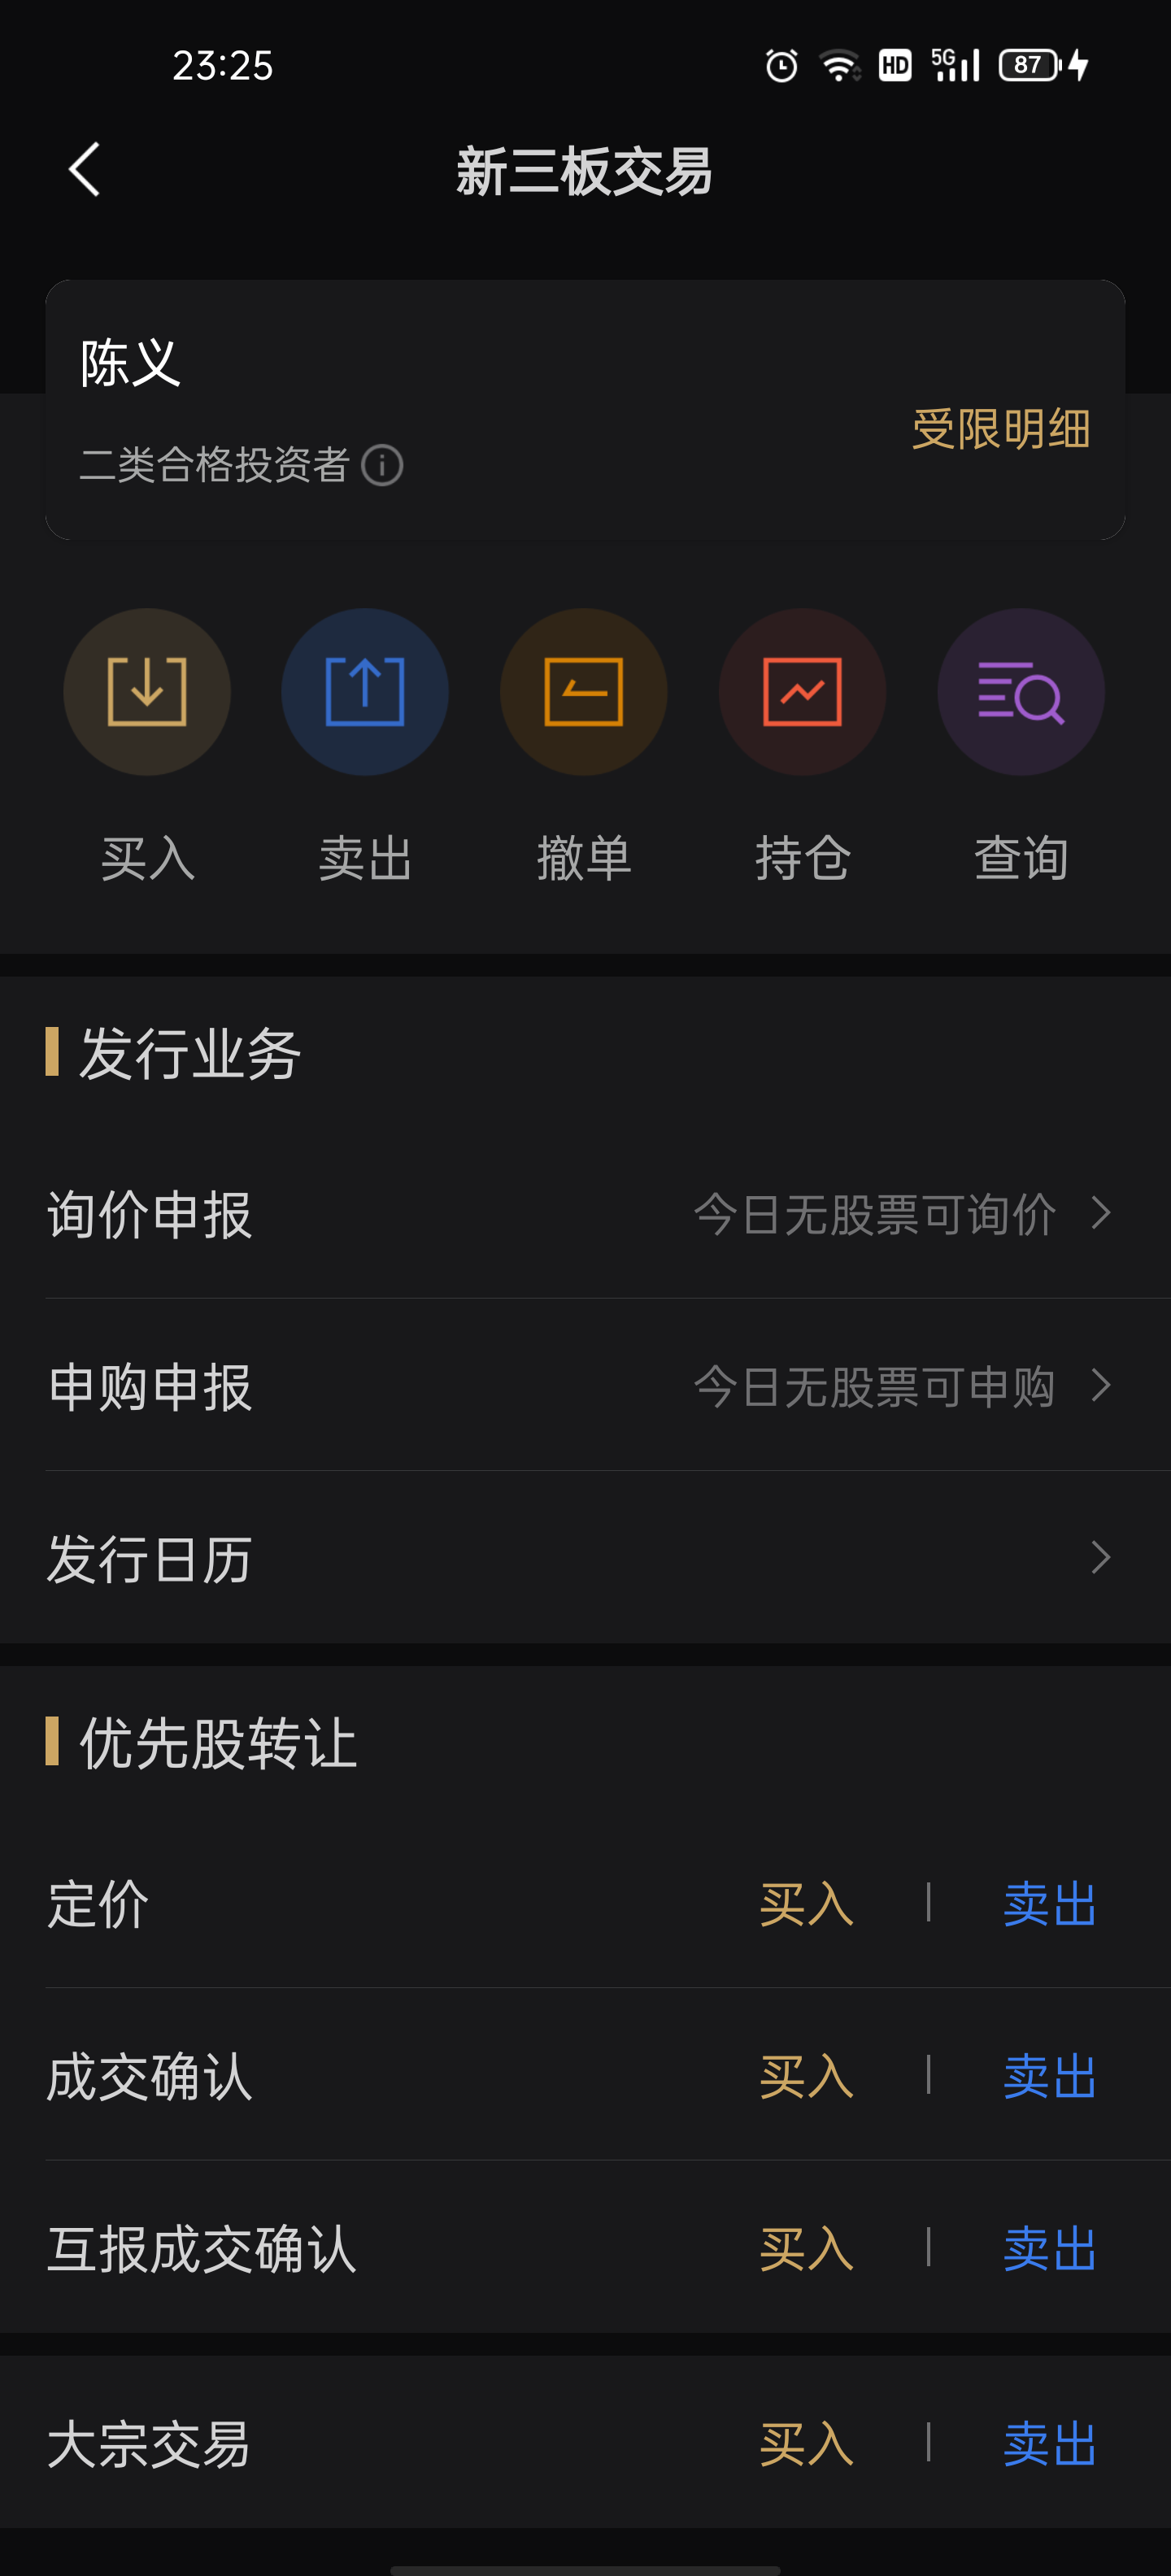 23:25 HD 5G 87
新三板交易
陈义
受限明细
二类合格投资者
买入 卖出 撤单 持仓 查询
发行业务
询价申报 今日无股票可询价
申购申报 今日无股票可申购
发行日历
优先股转让
定价 买入 卖出
成交确认 买入 卖出
互报成交确认 买入 卖出
大宗交易 买入 卖出